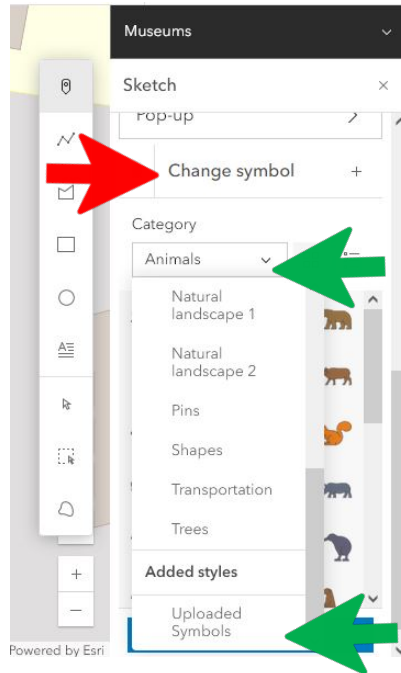 Museums
Sketch
Pop-up
Change symbol
Category
Animals
Natural
landscape 1
Natural
landscape 2
Pins
Shapes
Transportation
Trees
Added styles
Uploaded
Symbols
Powered by Esri